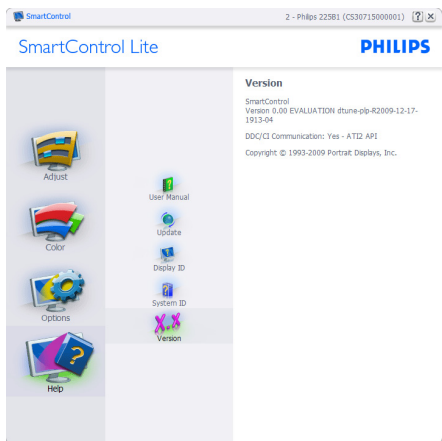 SmartControl
2 - Philips 225B1 (CS30715000001)
SmartControl Lite
PHILIPS
Version
SmartControl
Version 0.00 EVALUATION dtune-plp-R2009-12-17-
1913-04
DDC/CI Communication: Yes - ATI2 API
Copyright © 1993-2009 Portrait Displays, Inc.
Adjust
Color
Options
Help
User Manual
Update
Display ID
System ID
X.X
Version